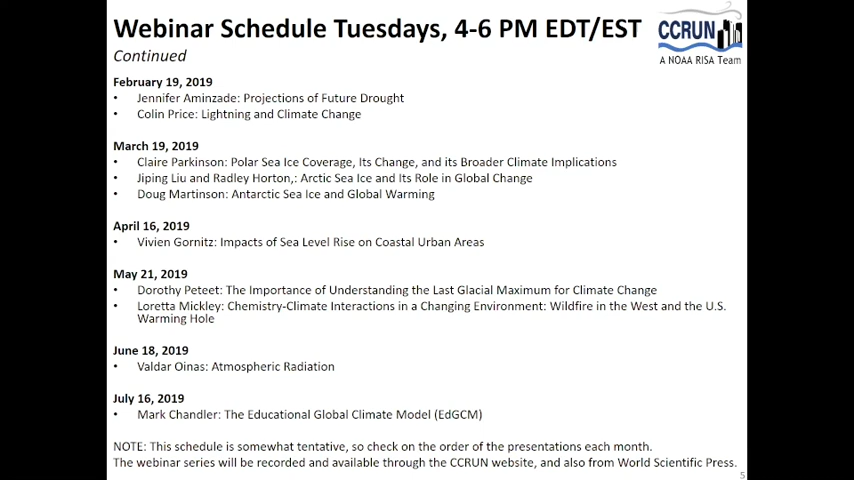 Webinar Schedule Tuesdays, 4-6 PM EDT/EST
CCRUN
A NOAA RISA Team
Continued
February 19, 2019
• Jennifer Aminzade: Projections of Future Drought
• Colin Price: Lightning and Climate Change
March 19, 2019
• Claire Parkinson: Polar Sea Ice Coverage, Its Change, and its Broader Climate Implications
• Jiping Liu and Radley Horton,: Arctic Sea Ice and Its Role in Global Change
• Doug Martinson: Antarctic Sea Ice and Global Warming
April 16, 2019
• Vivien Gornitz: Impacts of Sea Level Rise on Coastal Urban Areas
May 21, 2019
• Dorothy Peteet: The Importance of Understanding the Last Glacial Maximum for Climate Change
• Loretta Mickley: Chemistry-Climate Interactions in a Changing Environment: Wildfire in the West and the U.S.
Warming Hole
June 18, 2019
• Valdar Oinas: Atmospheric Radiation
July 16, 2019
• Mark Chandler: The Educational Global Climate Model (EdGCM)
NOTE: This schedule is somewhat tentative, so check on the order of the presentations each month.
The webinar series will be recorded and available through the CCRUN website, and also from World Scientific Press.
5